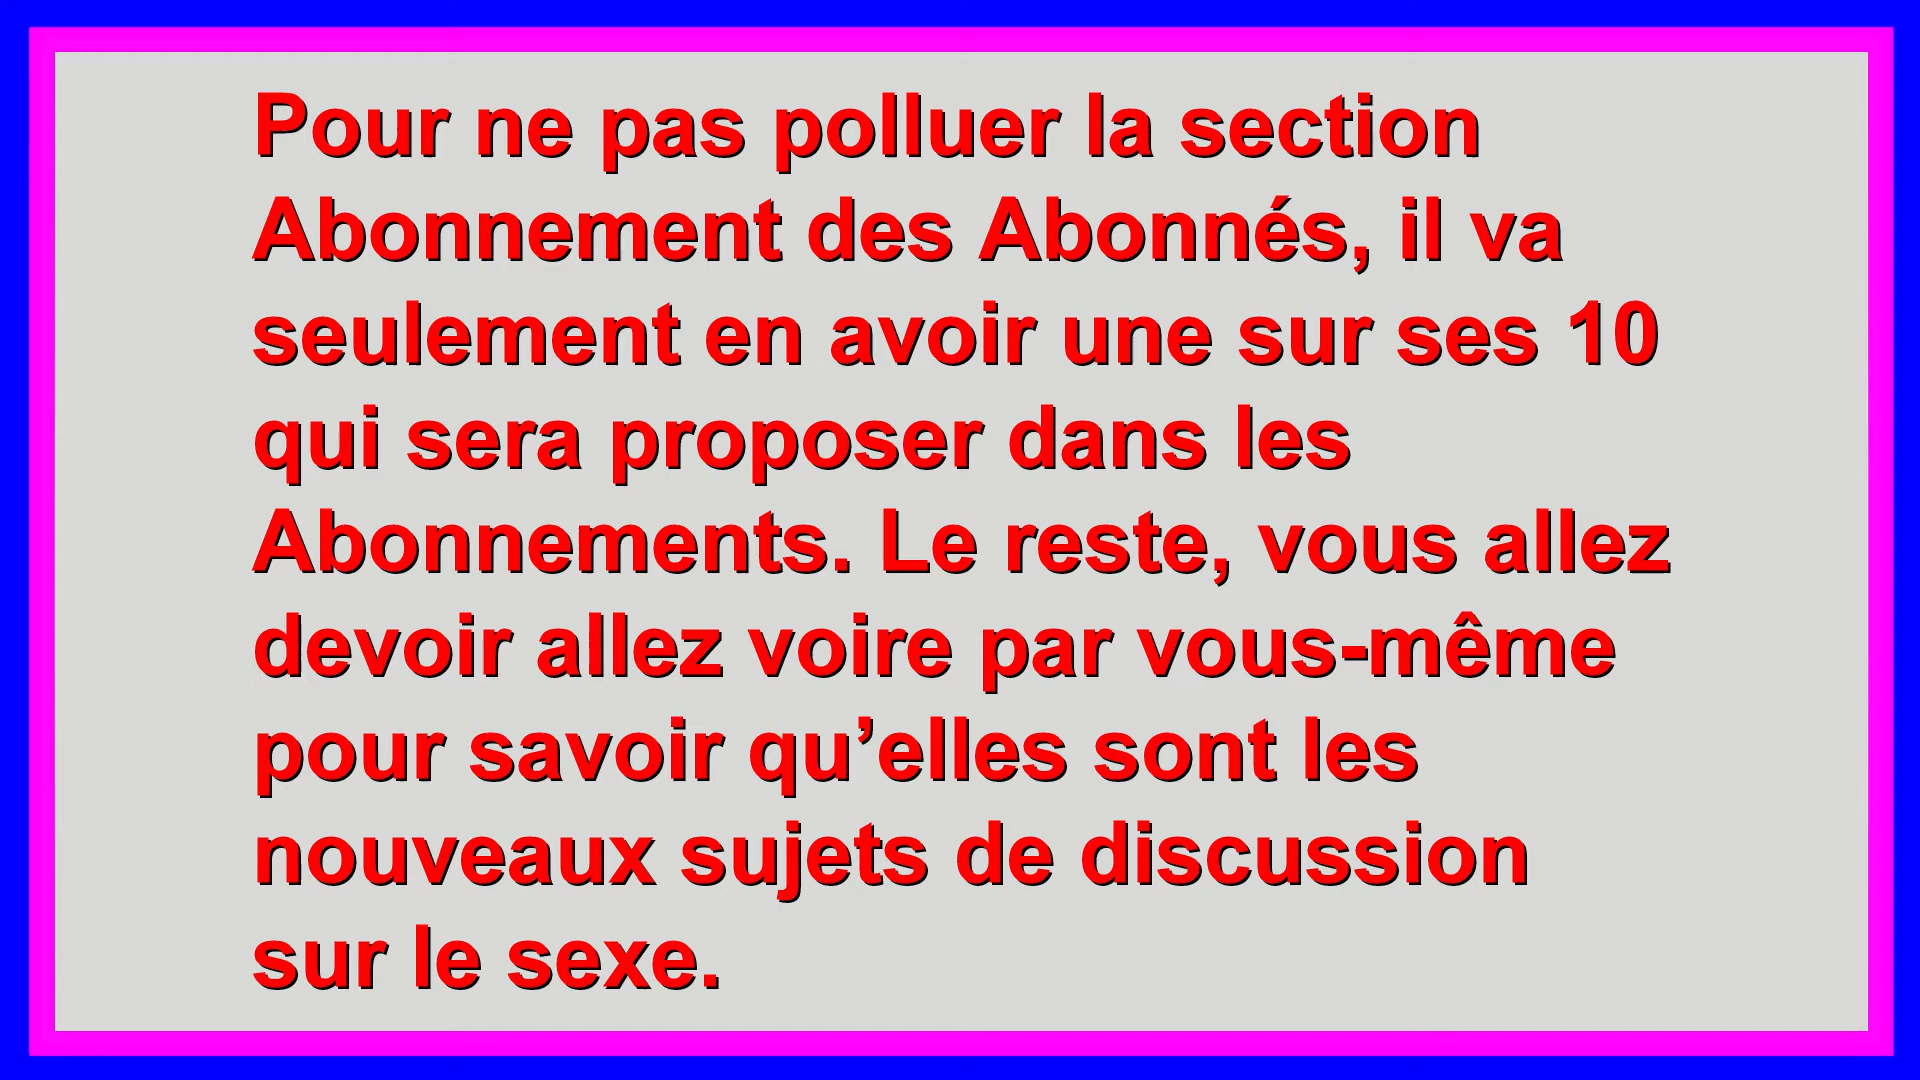 Pour ne pas polluer la section
Abonnement des Abonnés, il va
seulement en avoir une sur ses 10
qui sera proposer dans les
Abonnements. Le reste, vous allez
devoir allez voire par vous-même
pour savoir qu’elles sont les
nouveaux sujets de discussion
sur le sexe.